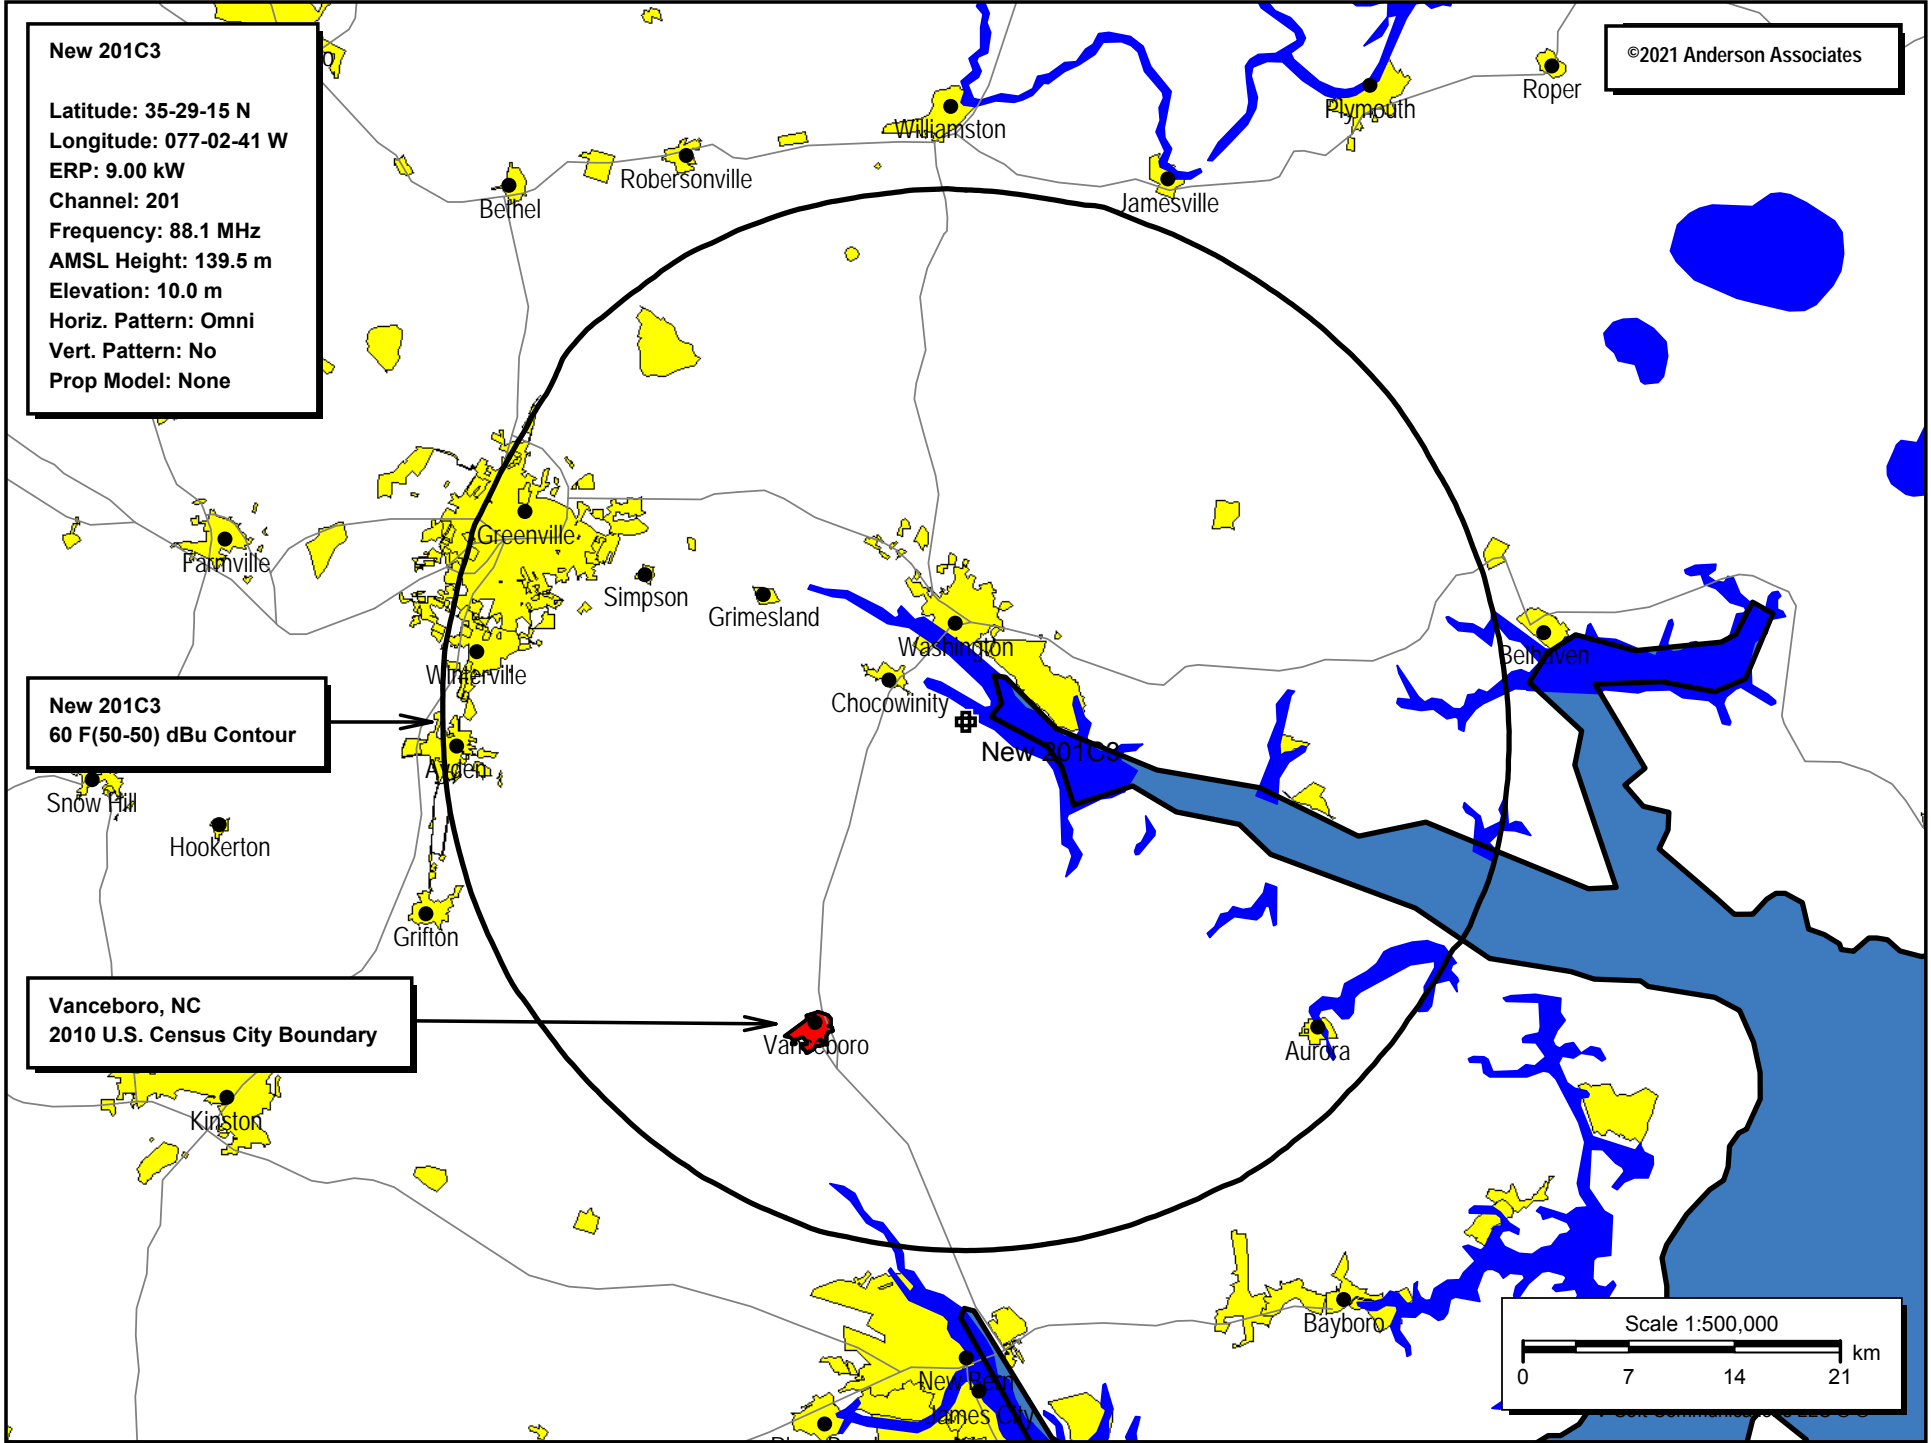 New 201C3
Latitude: 35-29-15 N
Longitude: 077-02-41 W
ERP: 9.00 kW
Channel: 201
Frequency: 88.1 MHz
AMSL Height: 139.5 m
Elevation: 10.0 m
Horiz. Pattern: Omni
Vert. Pattern: No
Prop Model: None
©2021 Anderson Associates
Roper
Plymouth
Williamston
Robersonville
Jamesville
Bethel
Greenville
Farmville
Simpson
Grimesland
Washington
Belhaven
Winterville
Chocowinity
New 201C3
60 F(50-50) dBu Contour
New 201C3
Ayden
Snow Hill
Hookerton
Grifton
Vanceboro, NC
2010 U.S. Census City Boundary
Vanceboro
Aurora
Kinston
Bayboro
New Bern
James City
Scale 1:500,000
km
0 7 14 21